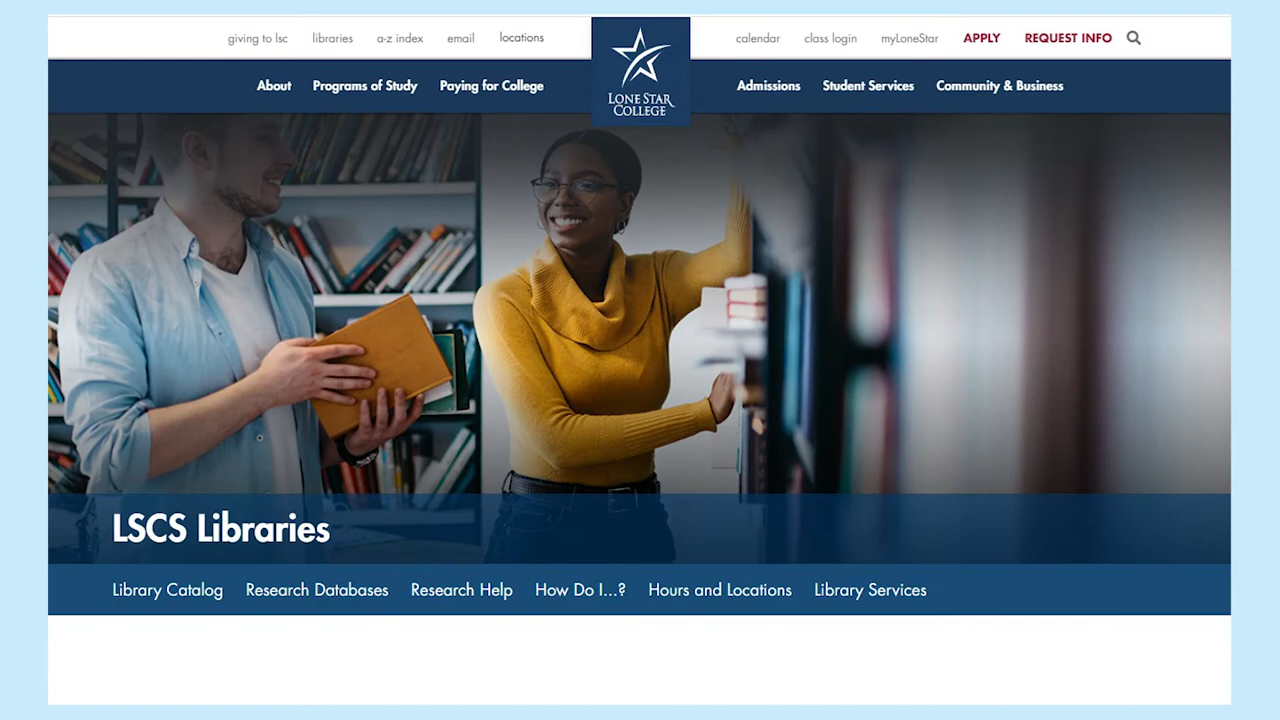 giving to lsc libraries a-z index email locations
calendar class login myLoneStar APPLY REQUEST INFO
About Programs of Study Paying for College
LONE STAR
COLLEGE
Admissions Student Services Community & Business
LSCS Libraries
Library Catalog Research Databases Research Help How Do I...? Hours and Locations Library Services